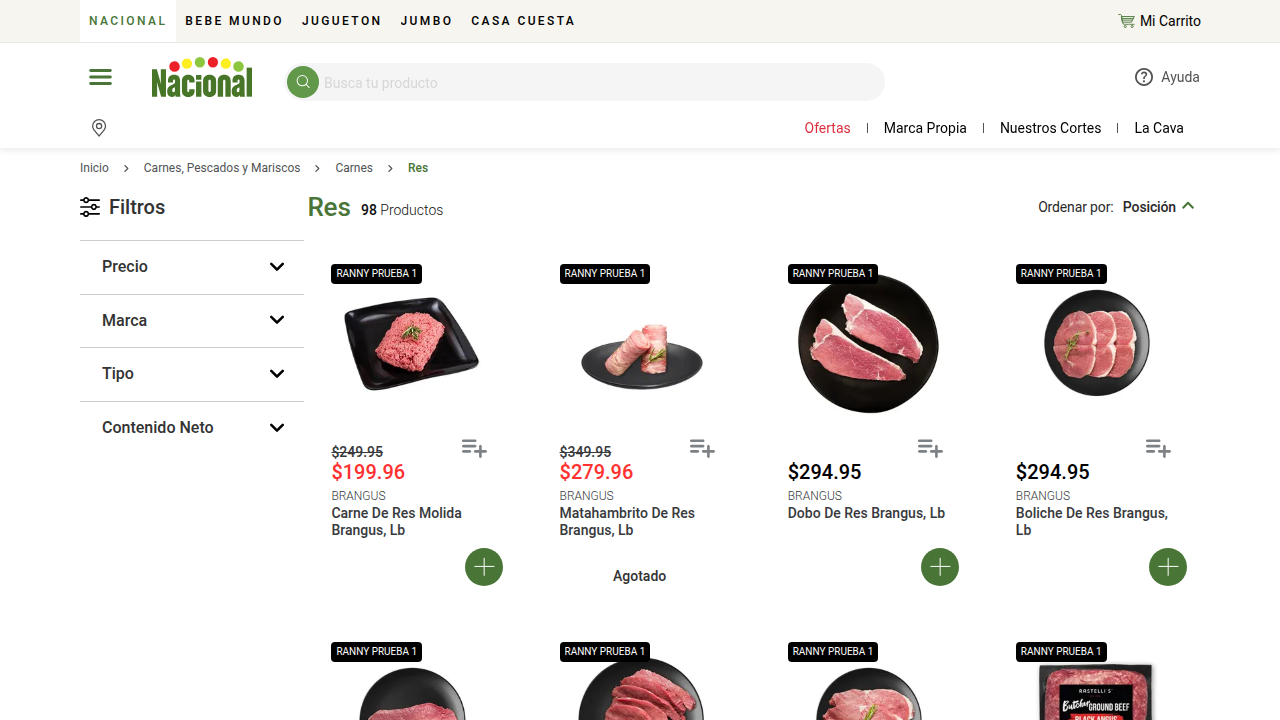 NACIONAL BEBE MUNDO JUGUETON JUMBO CASA CUESTA Mi Carrito
Nacional Busca tu producto Ayuda
Ofertas Marca Propia Nuestros Cortes La Cava
Inicio Carnes, Pescados y Mariscos Carnes Res
Filtros Res 98 Productos Ordenar por: Posición
Precio
Marca
Tipo
Contenido Neto
RANNY PRUEBA 1
$249.95
$199.96
BRANGUS
Carne De Res Molida
Brangus, Lb
RANNY PRUEBA 1
$349.95
$279.96
BRANGUS
Matahambrito De Res
Brangus, Lb
Agotado
RANNY PRUEBA 1
$294.95
BRANGUS
Dobo De Res Brangus, Lb
RANNY PRUEBA 1
$294.95
BRANGUS
Boliche De Res Brangus,
Lb
RANNY PRUEBA 1
RANNY PRUEBA 1
RANNY PRUEBA 1
RANNY PRUEBA 1
RASTELLI'S
Butcher GROUND BEEF
BLACK ANGUS